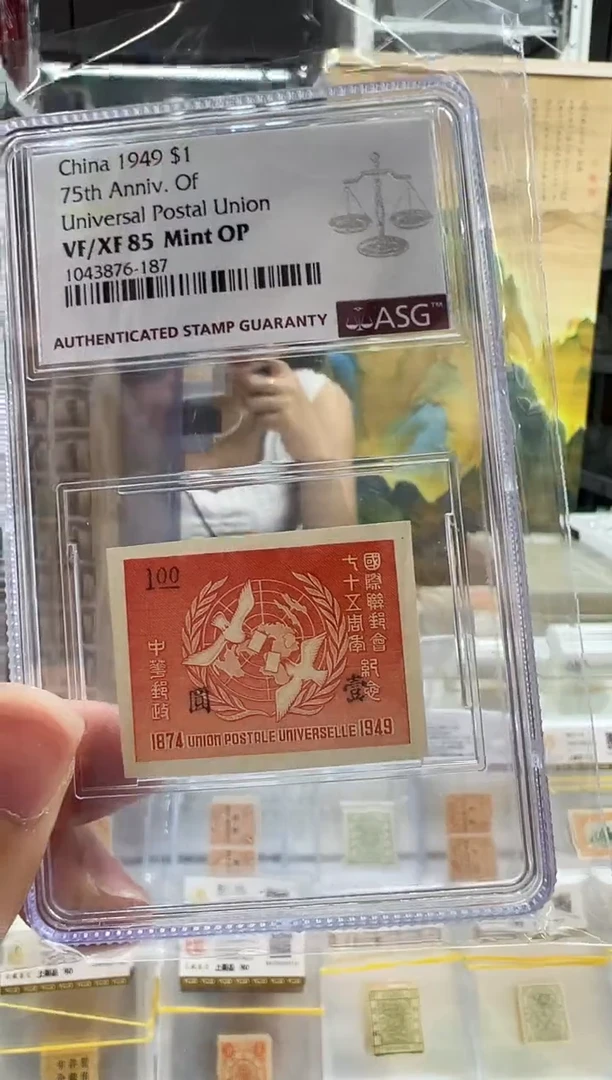 China 1949 $1
75th Anniv. Of
Universal Postal Union
VF/XF 85 Mint OP
1043876-187
AUTHENTICATED STAMP GUARANTY
ASG™
1 00
國際聯郵會
七十五周年
紀念
中華郵政
圓
壹
1874 UNION POSTALE UNIVERSELLE 1949